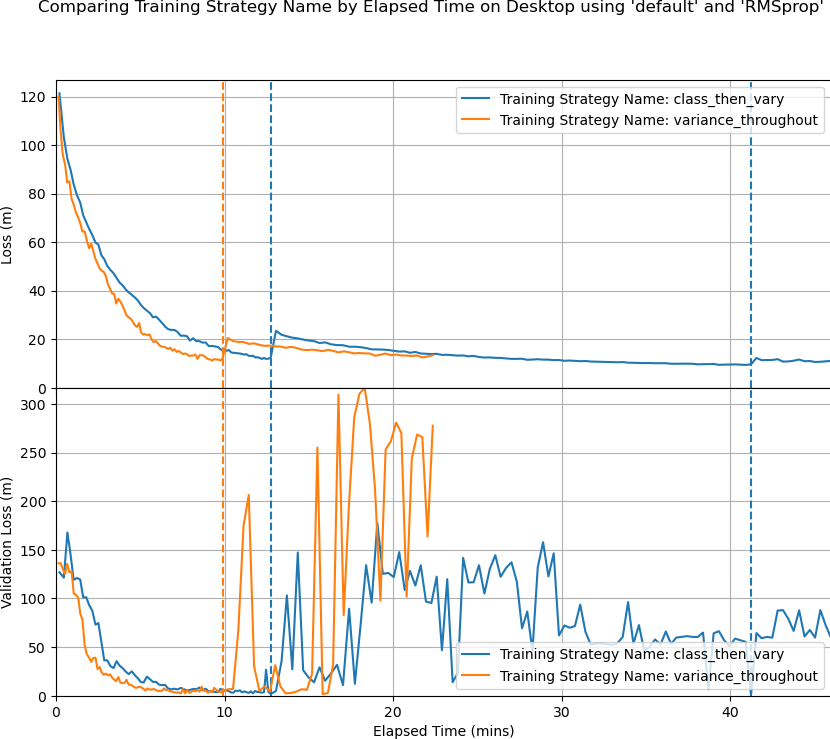 Comparing Training Strategy Name by Elapsed Time on Desktop using 'default' and 'RMSprop'
120
100
80
60
40
20
0
Loss (m)
Training Strategy Name: class_then_vary
Training Strategy Name: variance_throughout
300
250
200
150
100
50
0
Validation Loss (m)
Training Strategy Name: class_then_vary
Training Strategy Name: variance_throughout
0
10
20
30
40
Elapsed Time (mins)